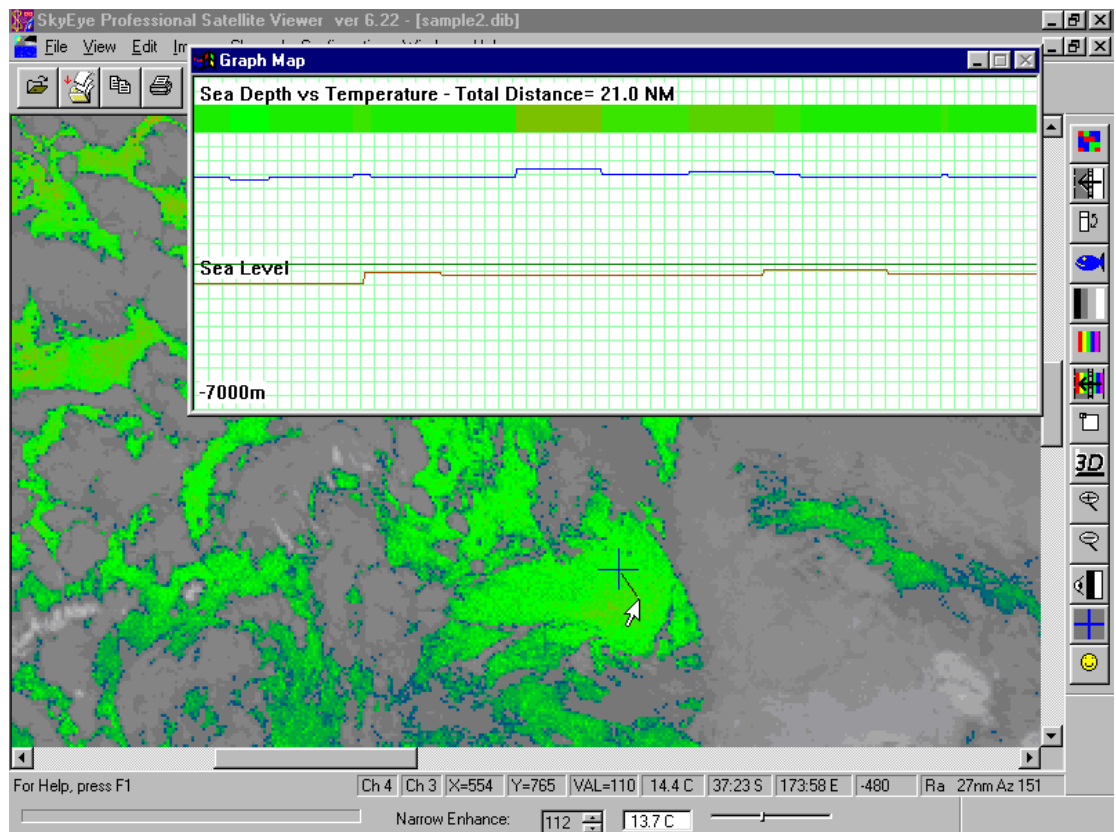 SkyEye Professional Satellite Viewer ver 6.22 - [sample2.dib]
File View Edit
Graph Map
Sea Depth vs Temperature - Total Distance= 21.0 NM
Sea Level
-7000m
3D
For Help, press F1 Ch 4 Ch 3 X=554 Y=765 VAL=110 14.4 C 37:23 S 173:58 E -480 Ra 27nm Az 151
Narrow Enhance: 112 13.7 C